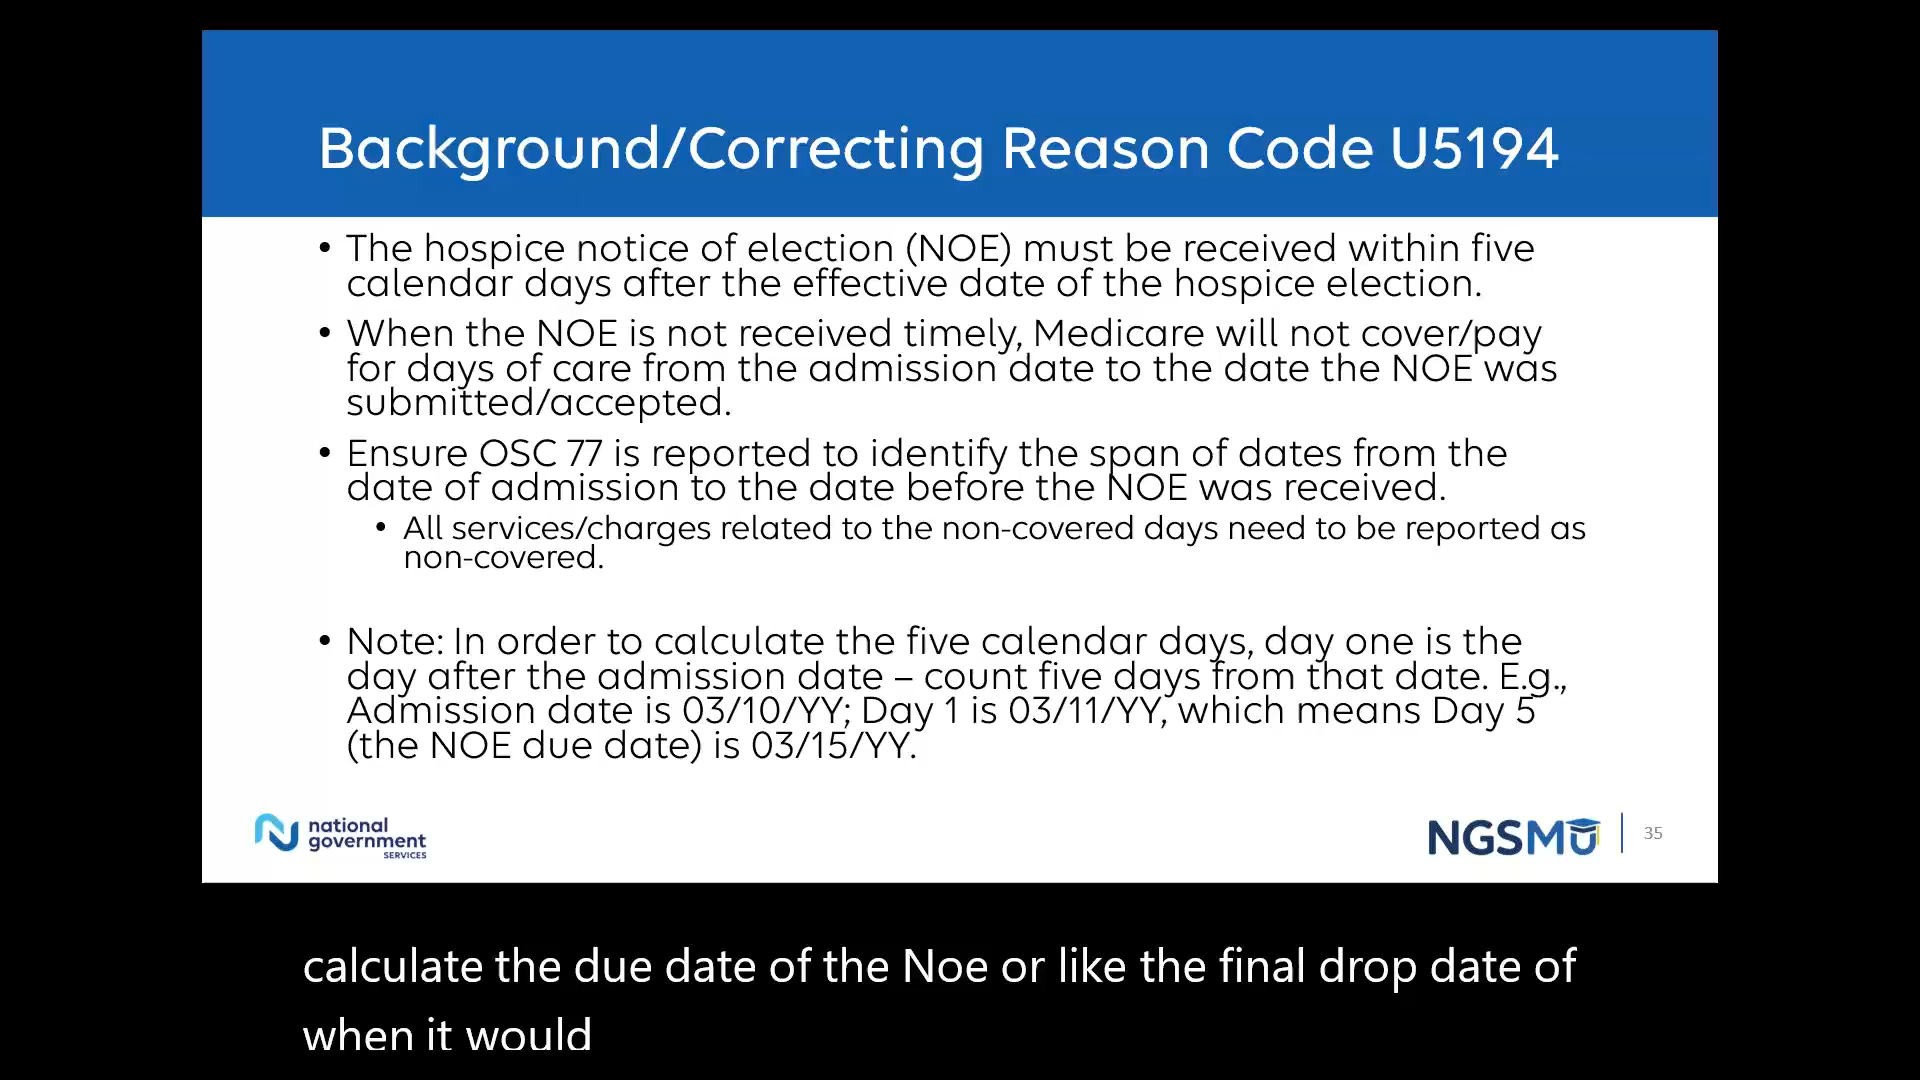 Background/Correcting Reason Code U5194
• The hospice notice of election (NOE) must be received within five
calendar days after the effective date of the hospice election.
• When the NOE is not received timely, Medicare will not cover/pay
for days of care from the admission date to the date the NOE was
submitted/accepted.
• Ensure OSC 77 is reported to identify the span of dates from the
date of admission to the date before the NOE was received.
• All services/charges related to the non-covered days need to be reported as
non-covered.
• Note: In order to calculate the five calendar days, day one is the
day after the admission date – count five days from that date. E.g.,
Admission date is 03/10/YY; Day 1 is 03/11/YY, which means Day 5
(the NOE due date) is 03/15/YY.
national
government
SERVICES
NGSMU
35
calculate the due date of the Noe or like the final drop date of
when it would